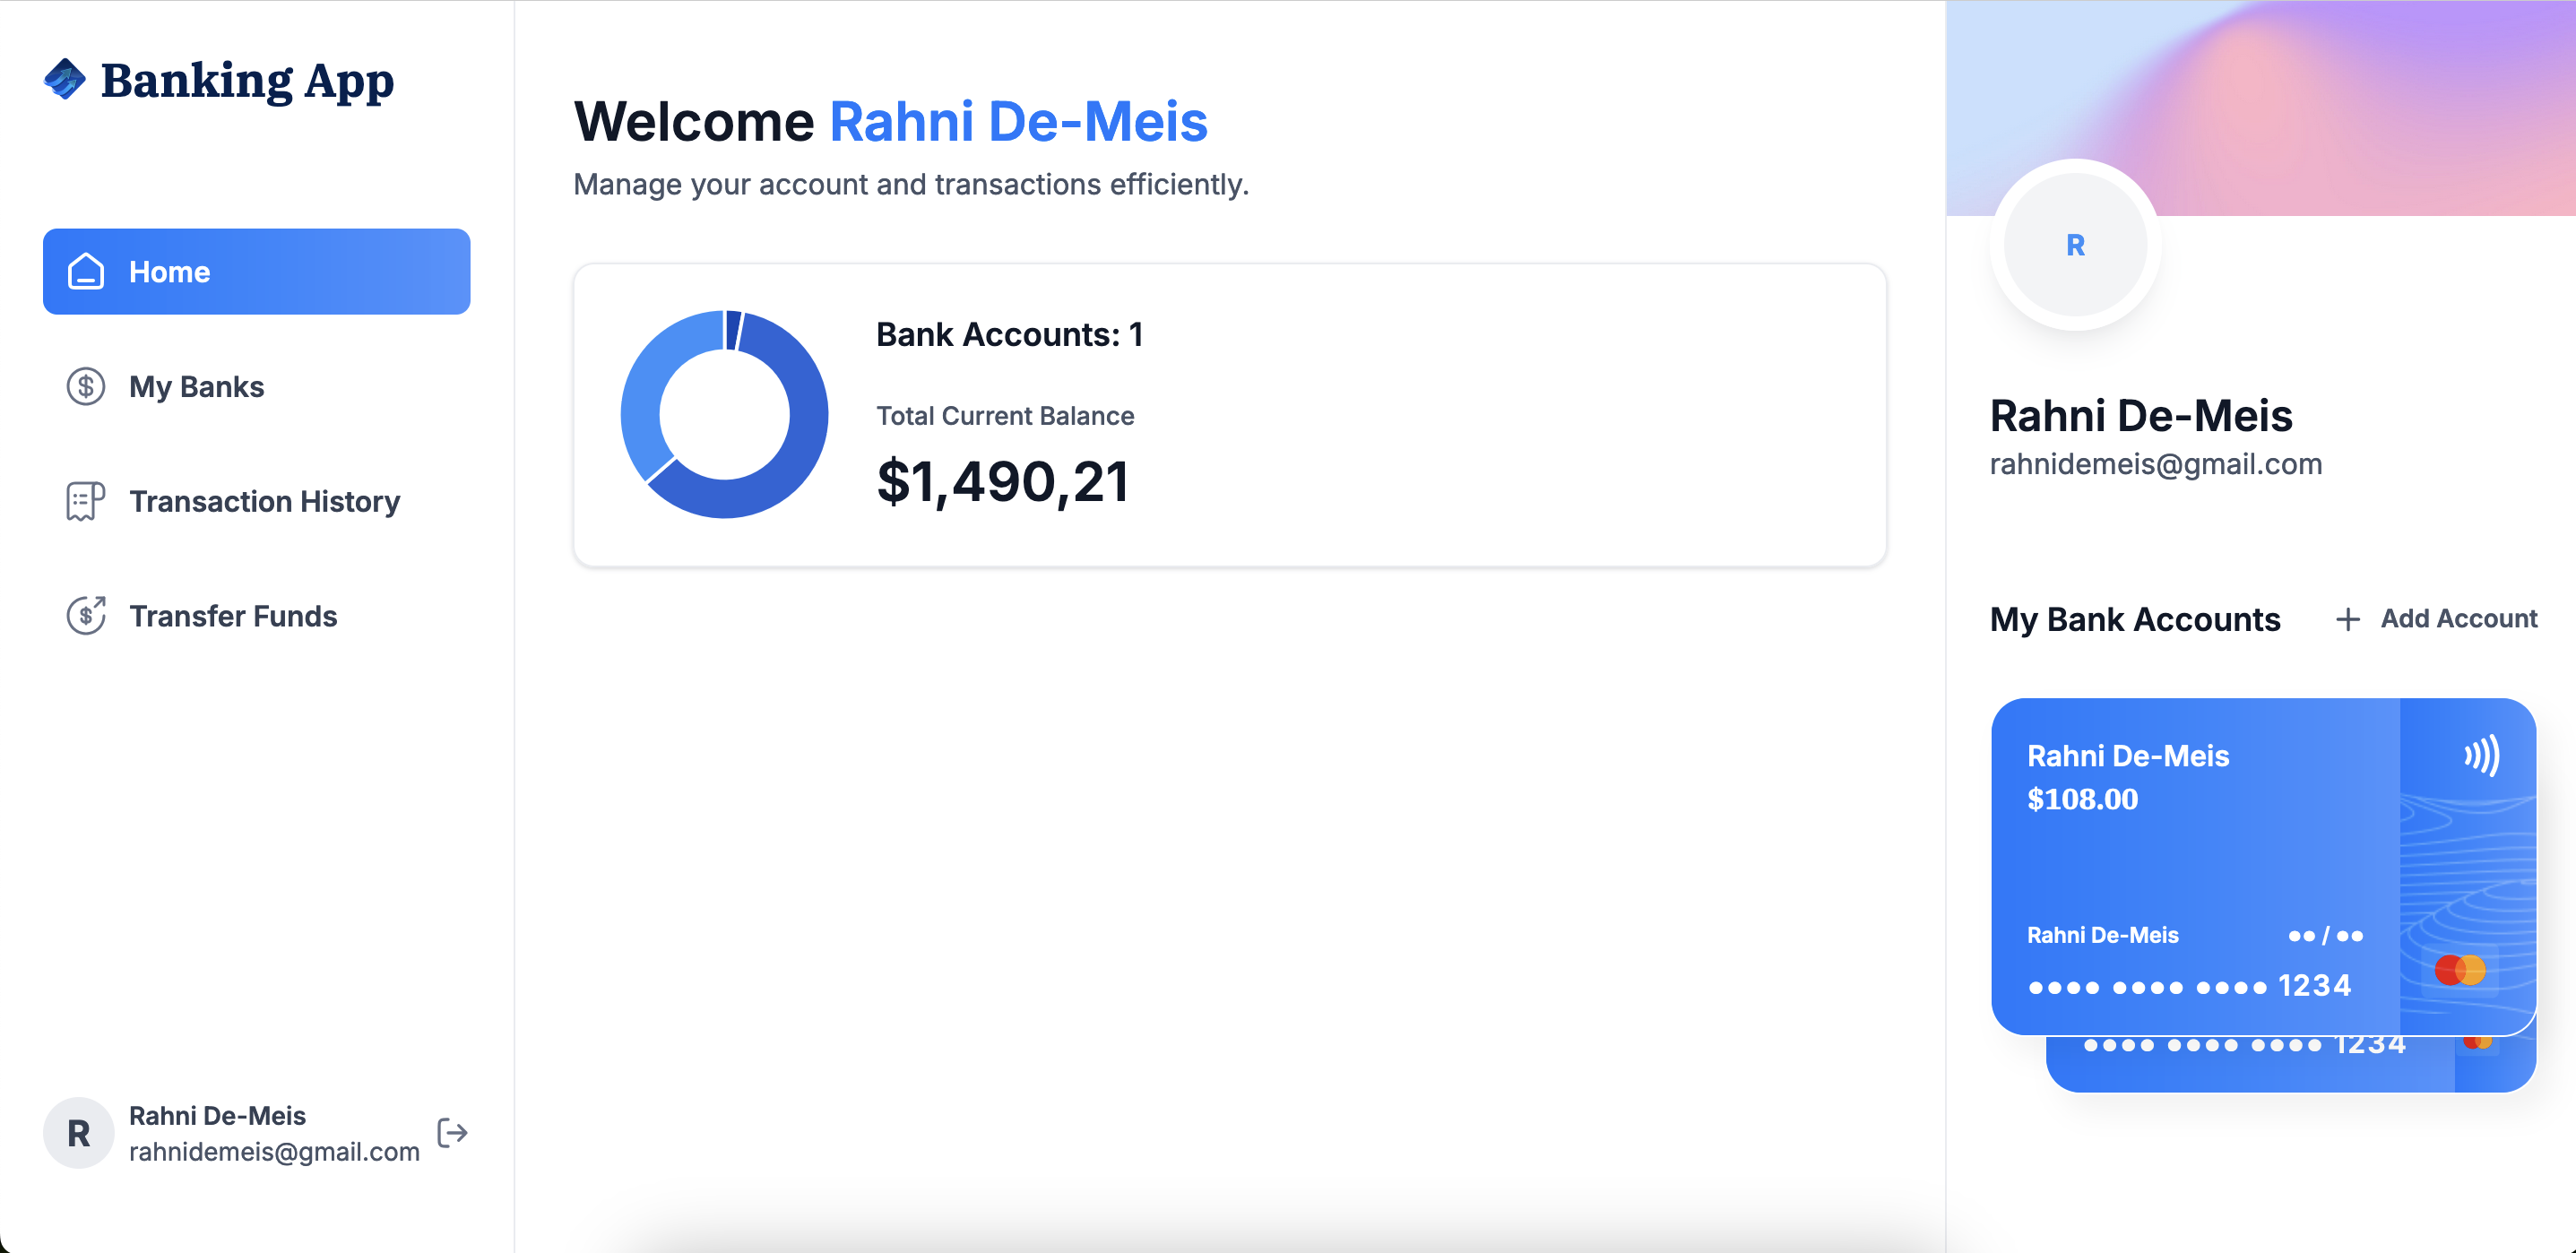 Banking App
Home
My Banks
Transaction History
Transfer Funds
R
Rahni De-Meis
rahnidemeis@gmail.com
Welcome Rahni De-Meis
Manage your account and transactions efficiently.
Bank Accounts: 1
Total Current Balance
$1,490,21
R
Rahni De-Meis
rahnidemeis@gmail.com
My Bank Accounts
+ Add Account
Rahni De-Meis
$108.00
Rahni De-Meis ●● / ●●
●●●● ●●●● ●●●● 1234
●●●● ●●●● ●●●● 1234